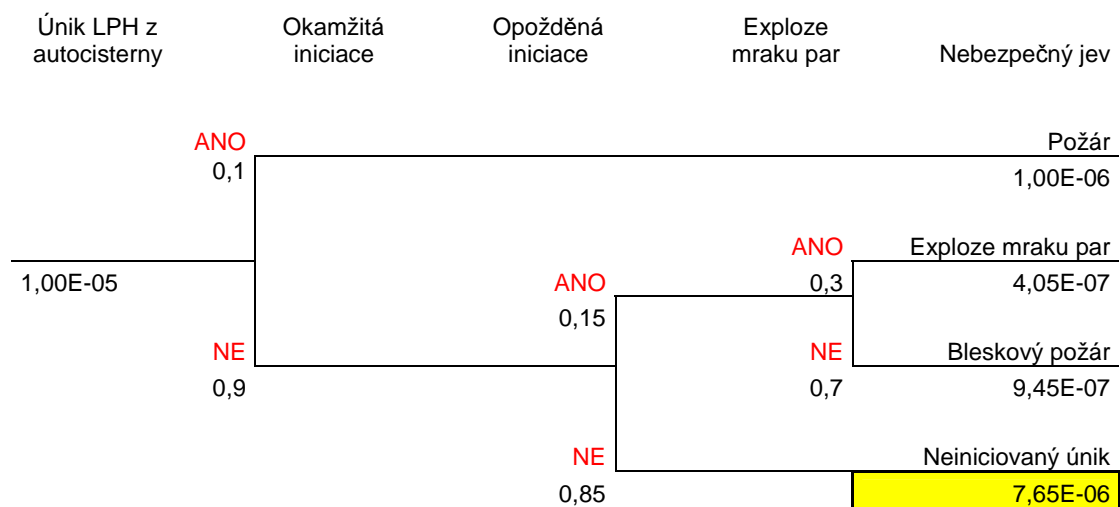 Únik LPH z
autocisterny
Okamžitá
iniciace
Opožděná
iniciace
Exploze
mraku par
Nebezpečný jev
ANO
0,1
Požár
1,00E-06
1,00E-05
ANO
0,3
Exploze mraku par
4,05E-07
ANO
0,15
NE
0,9
NE
0,7
Bleskový požár
9,45E-07
NE
0,85
Neiniciovaný únik
7,65E-06